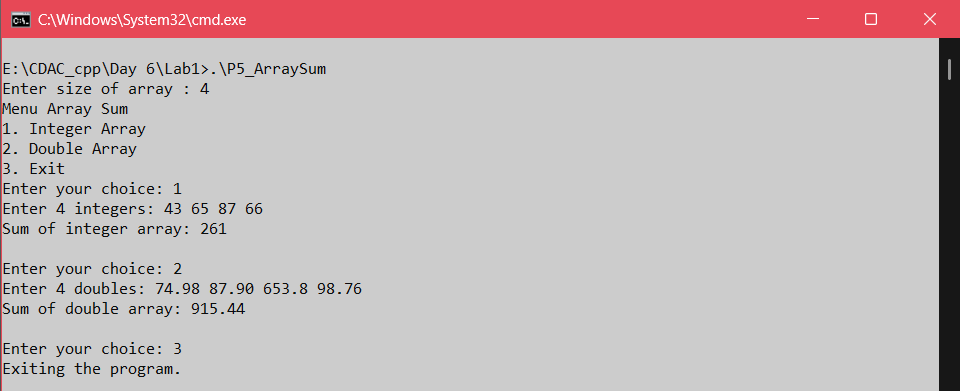 C:\Windows\System32\cmd.exe
E:\CDAC_cpp\Day 6\Lab1>.\P5_ArraySum
Enter size of array : 4
Menu Array Sum
1. Integer Array
2. Double Array
3. Exit
Enter your choice: 1
Enter 4 integers: 43 65 87 66
Sum of integer array: 261
Enter your choice: 2
Enter 4 doubles: 74.98 87.90 653.8 98.76
Sum of double array: 915.44
Enter your choice: 3
Exiting the program.